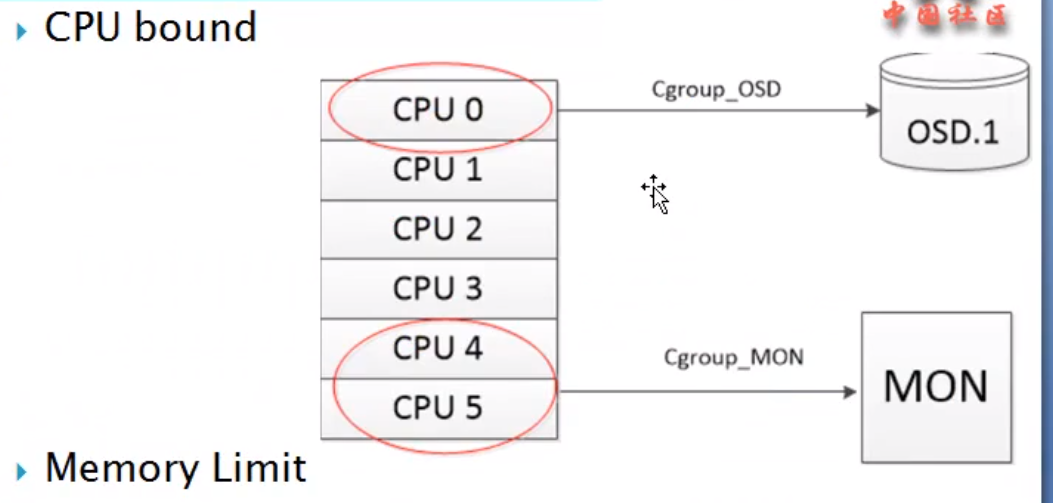 中国社区
CPU bound
CPU 0
Cgroup_OSD
OSD.1
CPU 1
CPU 2
CPU 3
CPU 4
Cgroup_MON
MON
CPU 5
Memory Limit